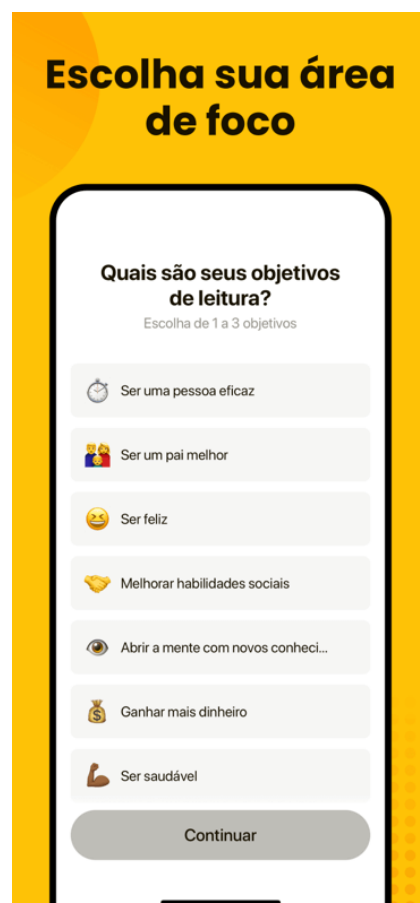 Escolha sua área
de foco
Quais são seus objetivos
de leitura?
Escolha de 1 a 3 objetivos
Ser uma pessoa eficaz
Ser um pai melhor
Ser feliz
Melhorar habilidades sociais
Abrir a mente com novos conheci...
Ganhar mais dinheiro
Ser saudável
Continuar